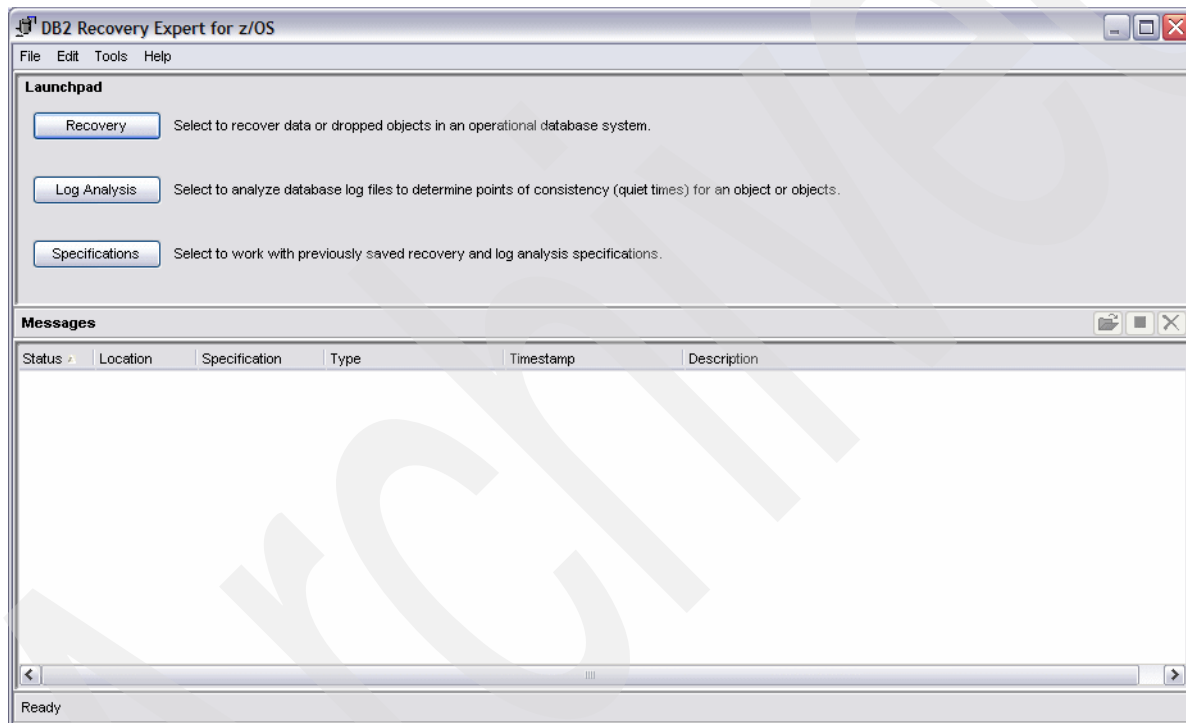 DB2 Recovery Expert for z/OS
File Edit Tools Help
Launchpad
Recovery Select to recover data or dropped objects in an operational database system.
Log Analysis Select to analyze database log files to determine points of consistency (quiet times) for an object or objects.
Specifications Select to work with previously saved recovery and log analysis specifications.
Messages
Status Location Specification Type Timestamp Description
Ready
Archived